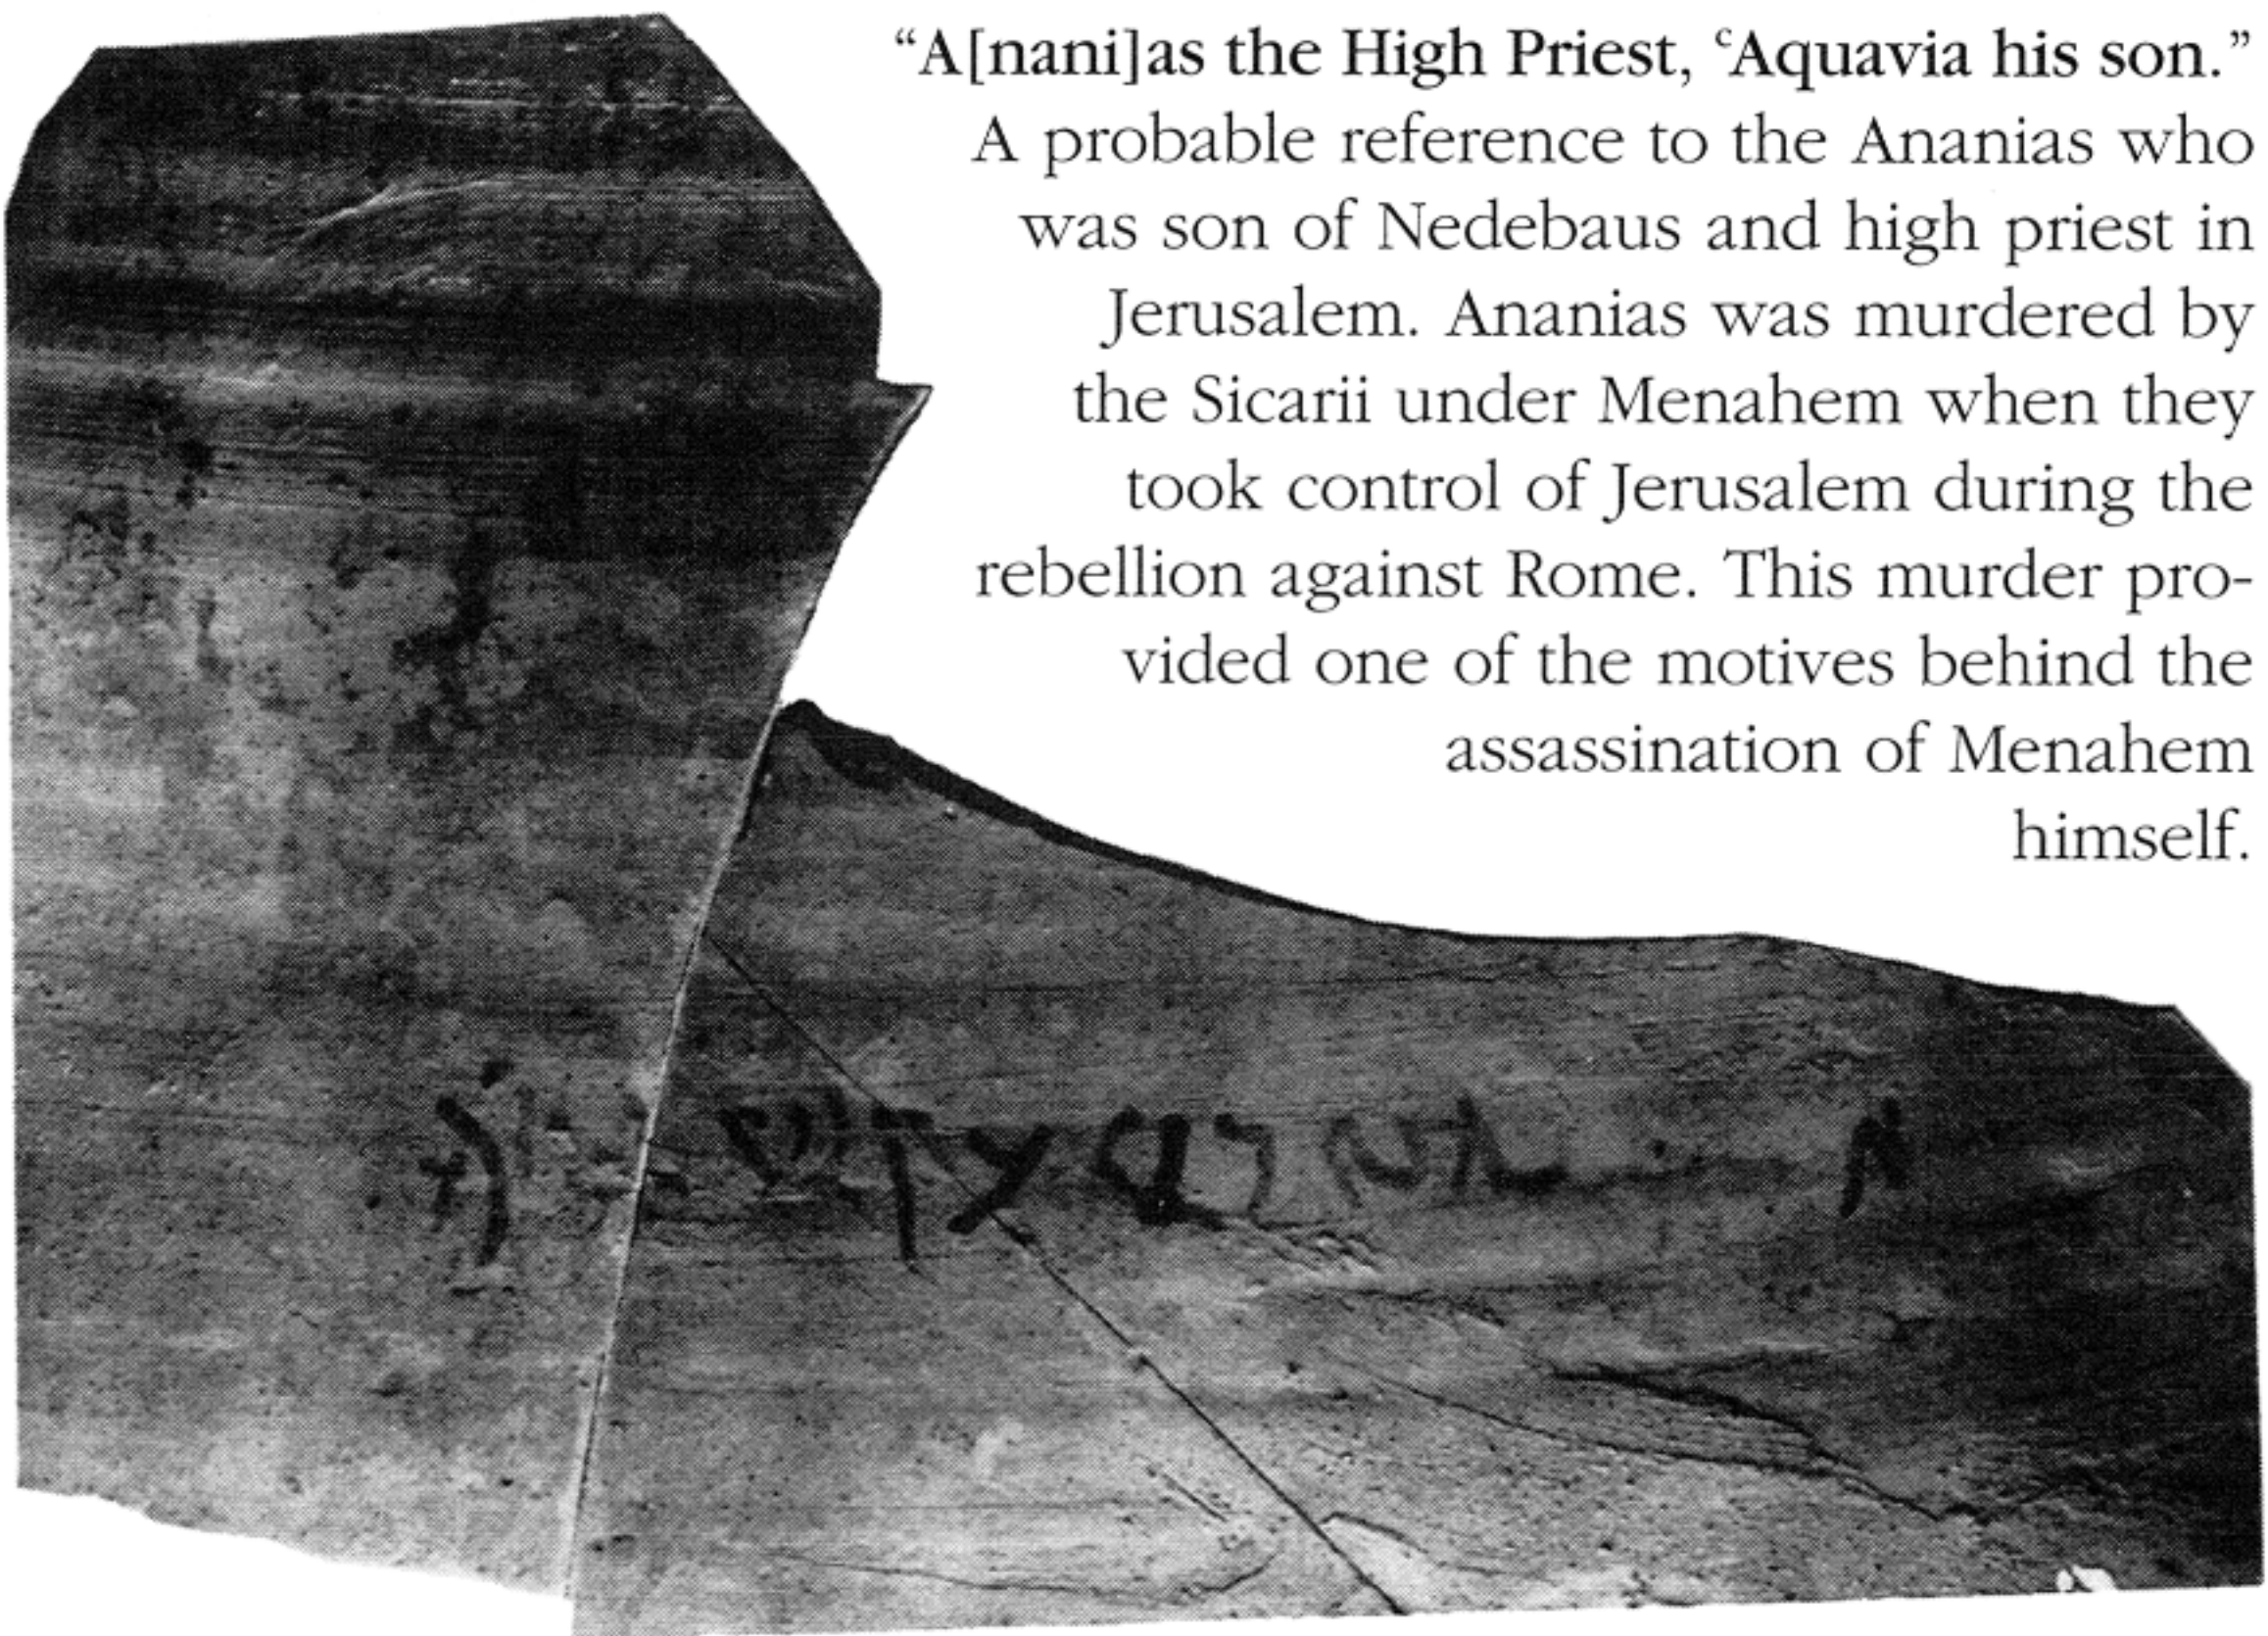 “A[nani]as the High Priest, ʿAquavia his son.”
A probable reference to the Ananias who
was son of Nedebaus and high priest in
Jerusalem. Ananias was murdered by
the Sicarii under Menahem when they
took control of Jerusalem during the
rebellion against Rome. This murder pro-
vided one of the motives behind the
assassination of Menahem
himself.